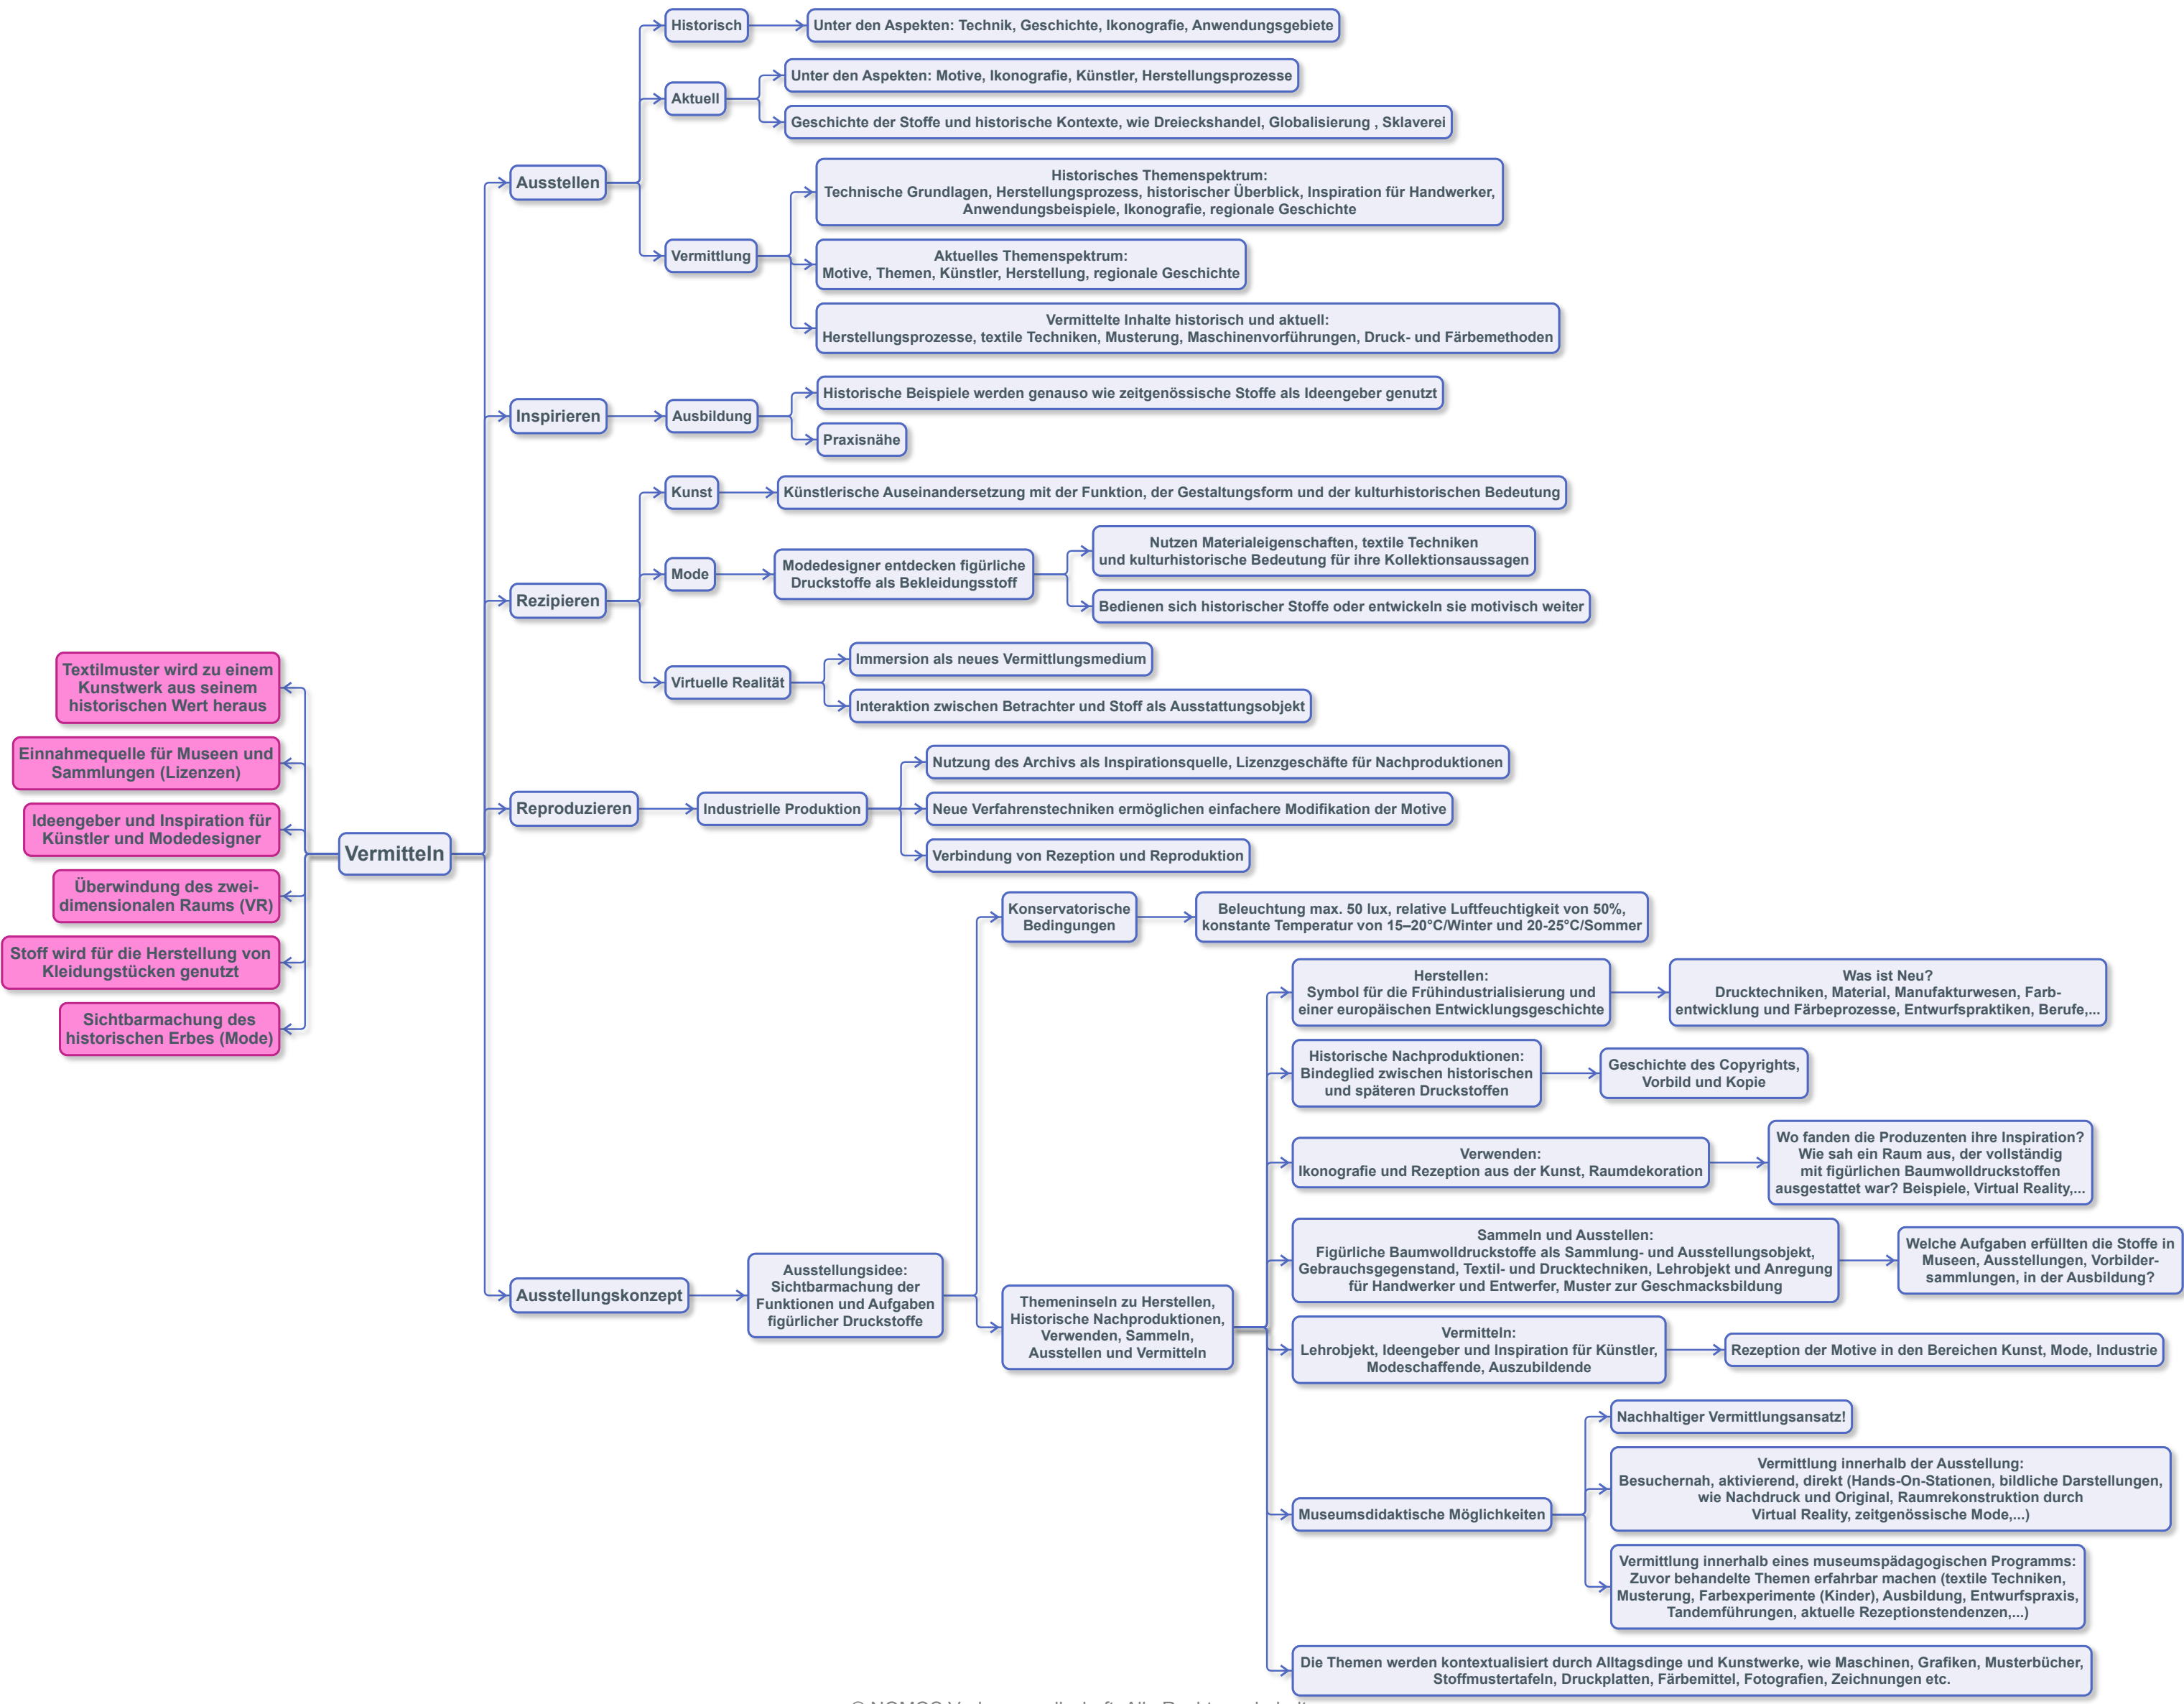 Historisch
Unter den Aspekten: Technik, Geschichte, Ikonografie, Anwendungsgebiete
Aktuell
Unter den Aspekten: Motive, Ikonografie, Künstler, Herstellungsprozesse
Geschichte der Stoffe und historische Kontexte, wie Dreieckshandel, Globalisierung , Sklaverei
Ausstellen
Vermittlung
Historisches Themenspektrum:
Technische Grundlagen, Herstellungsprozess, historischer Überblick, Inspiration für Handwerker,
Anwendungsbeispiele, Ikonografie, regionale Geschichte
Aktuelles Themenspektrum:
Motive, Themen, Künstler, Herstellung, regionale Geschichte
Vermittelte Inhalte historisch und aktuell:
Herstellungsprozesse, textile Techniken, Musterung, Maschinenvorführungen, Druck- und Färbemethoden
Inspirieren
Ausbildung
Historische Beispiele werden genauso wie zeitgenössische Stoffe als Ideengeber genutzt
Praxisnähe
Rezipieren
Kunst
Künstlerische Auseinandersetzung mit der Funktion, der Gestaltungsform und der kulturhistorischen Bedeutung
Mode
Modedesigner entdecken figürliche
Druckstoffe als Bekleidungsstoff
Nutzen Materialeigenschaften, textile Techniken
und kulturhistorische Bedeutung für ihre Kollektionsaussagen
Bedienen sich historischer Stoffe oder entwickeln sie motivisch weiter
Virtuelle Realität
Immersion als neues Vermittlungsmedium
Interaktion zwischen Betrachter und Stoff als Ausstattungsobjekt
Textilmuster wird zu einem
Kunstwerk aus seinem
historischen Wert heraus
Einnahmequelle für Museen und
Sammlungen (Lizenzen)
Ideengeber und Inspiration für
Künstler und Modedesigner
Überwindung des zwei-
dimensionalen Raums (VR)
Stoff wird für die Herstellung von
Kleidungstücken genutzt
Sichtbarmachung des
historischen Erbes (Mode)
Vermitteln
Reproduzieren
Industrielle Produktion
Nutzung des Archivs als Inspirationsquelle, Lizenzgeschäfte für Nachproduktionen
Neue Verfahrenstechniken ermöglichen einfachere Modifikation der Motive
Verbindung von Rezeption und Reproduktion
Ausstellungskonzept
Ausstellungsidee:
Sichtbarmachung der
Funktionen und Aufgaben
figürlicher Druckstoffe
Konservatorische
Bedingungen
Beleuchtung max. 50 lux, relative Luftfeuchtigkeit von 50%,
konstante Temperatur von 15–20°C/Winter und 20-25°C/Sommer
Themeninseln zu Herstellen,
Historische Nachproduktionen,
Verwenden, Sammeln,
Ausstellen und Vermitteln
Herstellen:
Symbol für die Frühindustrialisierung und
einer europäischen Entwicklungsgeschichte
Was ist Neu?
Drucktechniken, Material, Manufakturwesen, Farb-
entwicklung und Färbeprozesse, Entwurfspraktiken, Berufe,...
Historische Nachproduktionen:
Bindeglied zwischen historischen
und späteren Druckstoffen
Geschichte des Copyrights,
Vorbild und Kopie
Verwenden:
Ikonografie und Rezeption aus der Kunst, Raumdekoration
Wo fanden die Produzenten ihre Inspiration?
Wie sah ein Raum aus, der vollständig
mit figürlichen Baumwolldruckstoffen
ausgestattet war? Beispiele, Virtual Reality,...
Sammeln und Ausstellen:
Figürliche Baumwolldruckstoffe als Sammlung- und Ausstellungsobjekt,
Gebrauchsgegenstand, Textil- und Drucktechniken, Lehrobjekt und Anregung
für Handwerker und Entwerfer, Muster zur Geschmacksbildung
Welche Aufgaben erfüllten die Stoffe in
Museen, Ausstellungen, Vorbilder-
sammlungen, in der Ausbildung?
Vermitteln:
Lehrobjekt, Ideengeber und Inspiration für Künstler,
Modeschaffende, Auszubildende
Rezeption der Motive in den Bereichen Kunst, Mode, Industrie
Museumsdidaktische Möglichkeiten
Nachhaltiger Vermittlungsansatz!
Vermittlung innerhalb der Ausstellung:
Besuchernah, aktivierend, direkt (Hands-On-Stationen, bildliche Darstellungen,
wie Nachdruck und Original, Raumrekonstruktion durch
Virtual Reality, zeitgenössische Mode,...)
Vermittlung innerhalb eines museumspädagogischen Programms:
Zuvor behandelte Themen erfahrbar machen (textile Techniken,
Musterung, Farbexperimente (Kinder), Ausbildung, Entwurfspraxis,
Tandemführungen, aktuelle Rezeptionstendenzen,...)
Die Themen werden kontextualisiert durch Alltagsdinge und Kunstwerke, wie Maschinen, Grafiken, Musterbücher,
Stoffmustertafeln, Druckplatten, Färbemittel, Fotografien, Zeichnungen etc.